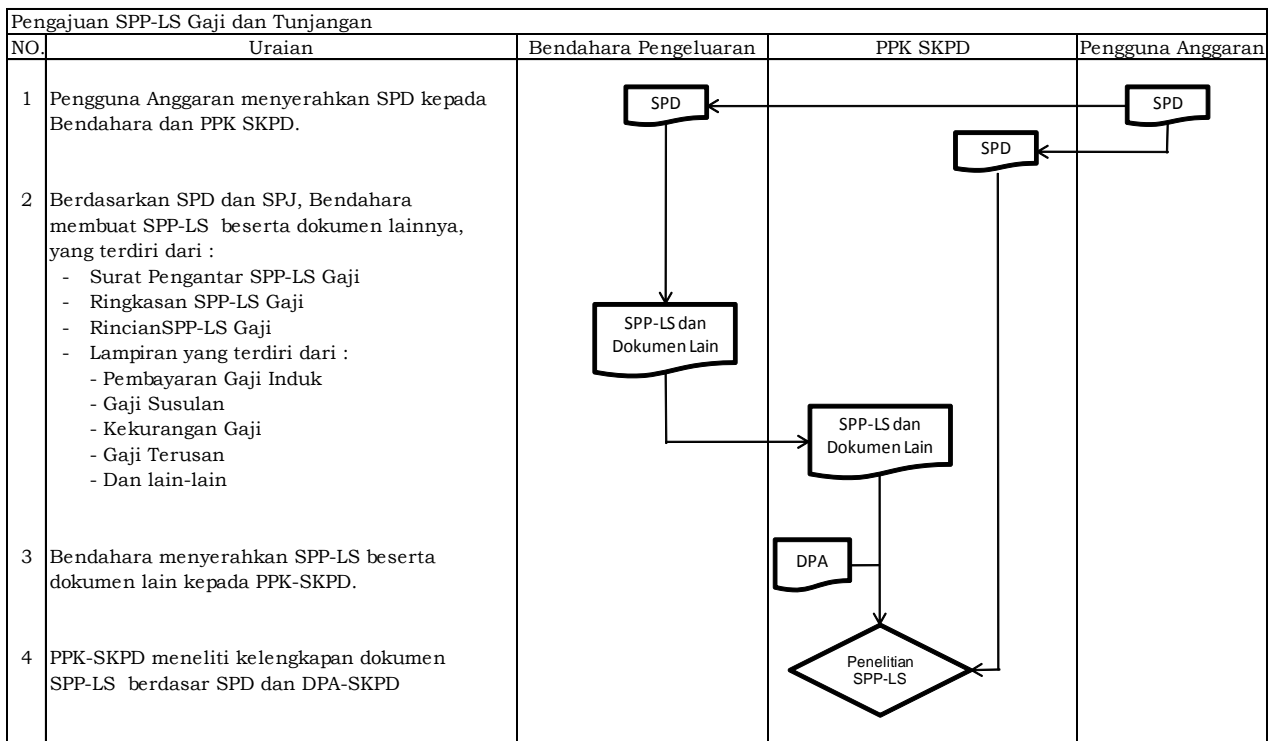 Pengajuan SPP-LS Gaji dan Tunjangan
NO. Uraian Bendahara Pengeluaran PPK SKPD Pengguna Anggaran
1 Pengguna Anggaran menyerahkan SPD kepada
Bendahara dan PPK SKPD.
SPD
SPD
SPD
2 Berdasarkan SPD dan SPJ, Bendahara
membuat SPP-LS beserta dokumen lainnya,
yang terdiri dari :
- Surat Pengantar SPP-LS Gaji
- Ringkasan SPP-LS Gaji
- RincianSPP-LS Gaji
- Lampiran yang terdiri dari :
- Pembayaran Gaji Induk
- Gaji Susulan
- Kekurangan Gaji
- Gaji Terusan
- Dan lain-lain
SPP-LS dan
Dokumen Lain
SPP-LS dan
Dokumen Lain
3 Bendahara menyerahkan SPP-LS beserta
dokumen lain kepada PPK-SKPD.
DPA
4 PPK-SKPD meneliti kelengkapan dokumen
SPP-LS berdasar SPD dan DPA-SKPD
Penelitian
SPP-LS